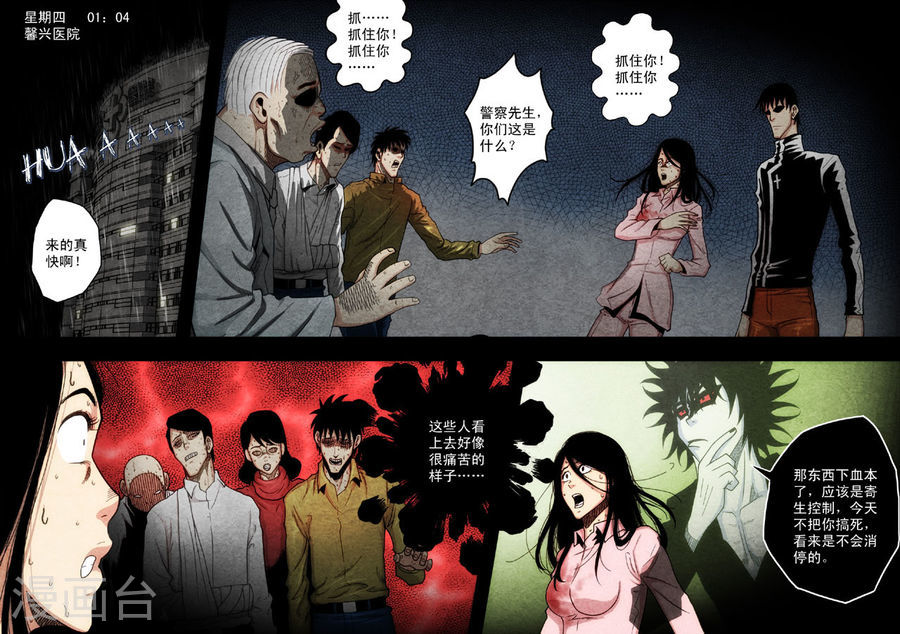 星期四 01：04
馨兴医院
HUA A A A A A A
来的真
快啊！
抓……
抓住你！
抓住你
……
警察先生，
你们这是
什么？
抓住你！
抓住你
……
这些人看
上去好像
很痛苦的
样子……
那东西下血本
了，应该是寄
生控制，今天
不把你搞死，
看来是不会消
停的。
漫画台